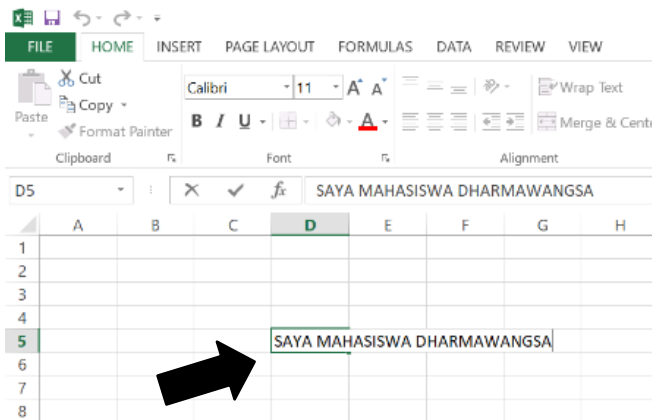 FILE HOME INSERT PAGE LAYOUT FORMULAS DATA REVIEW VIEW
Cut
Copy
Format Painter
Paste
Calibri 11 A A
B I U A
Wrap Text
Merge & Cente
Clipboard Font Alignment
D5 fx SAYA MAHASISWA DHARMAWANGSA
A B C D E F G H
1
2
3
4
5 SAYA MAHASISWA DHARMAWANGSA
6
7
8